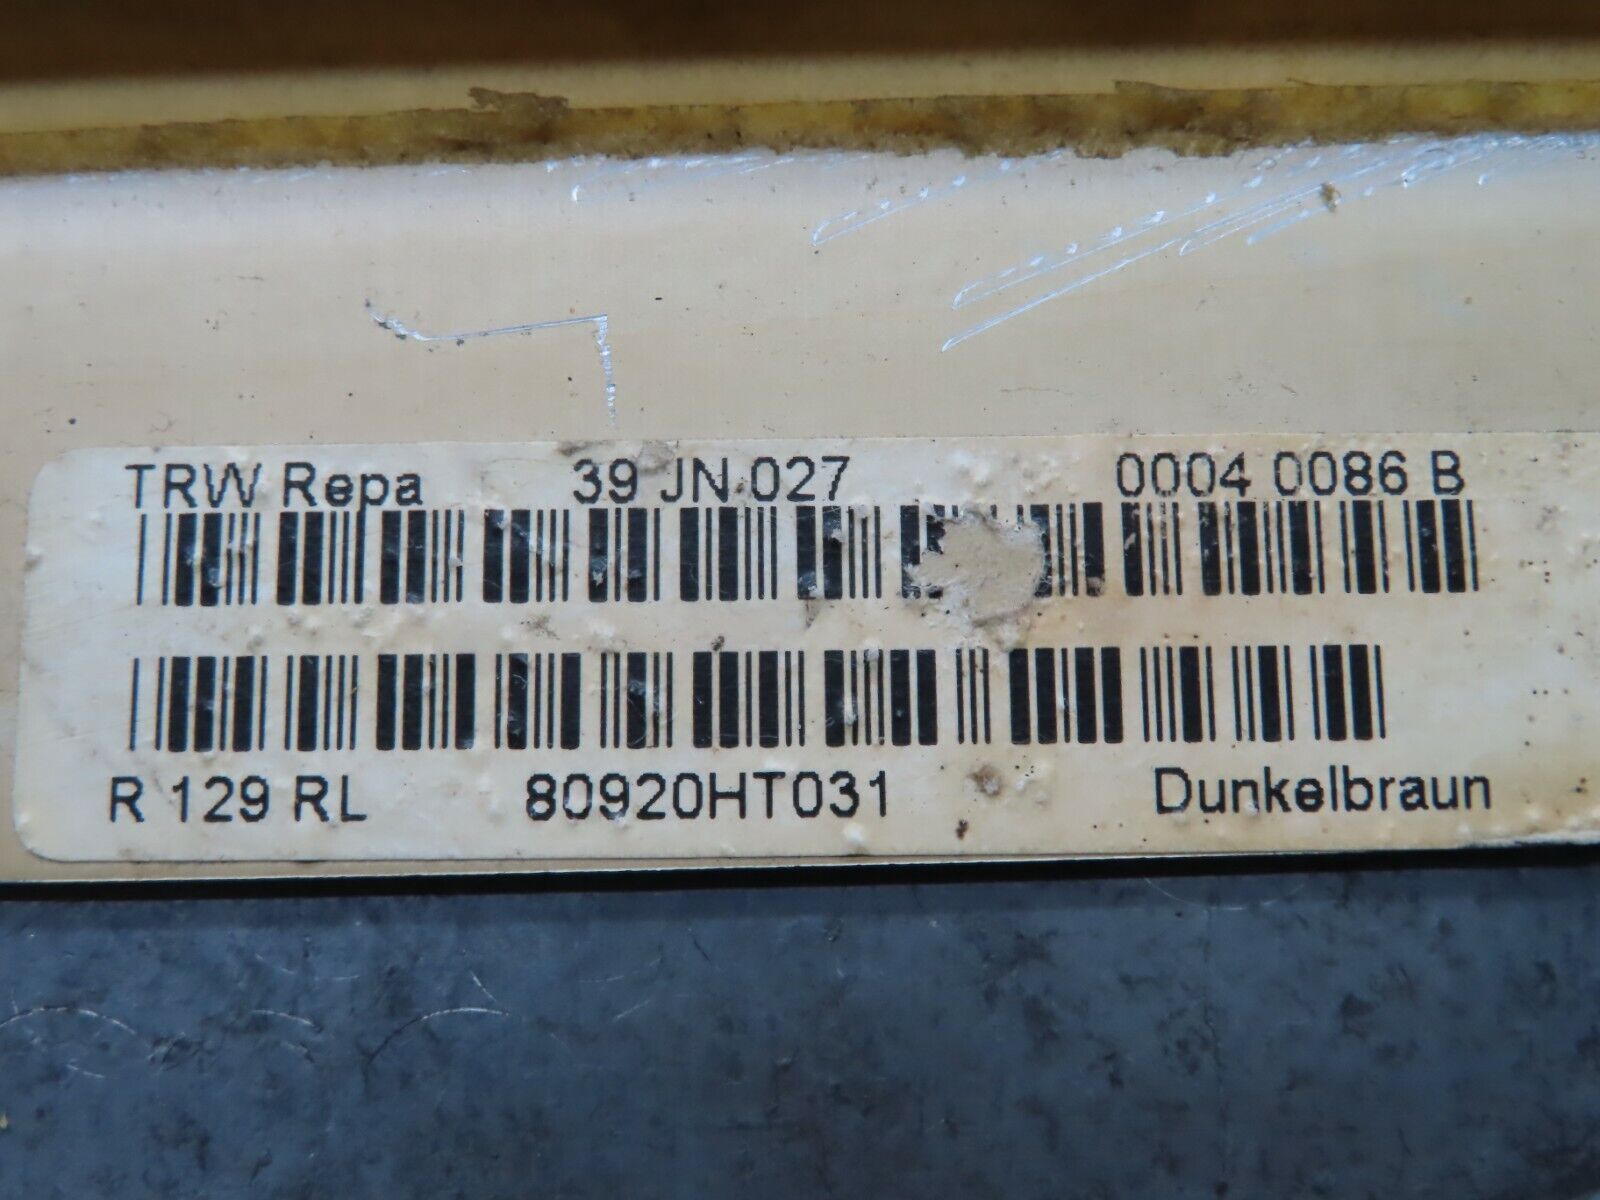 TRW Repa 39 JN 027 0004 0086 B
R 129 RL 80920HT031 Dunkelbraun